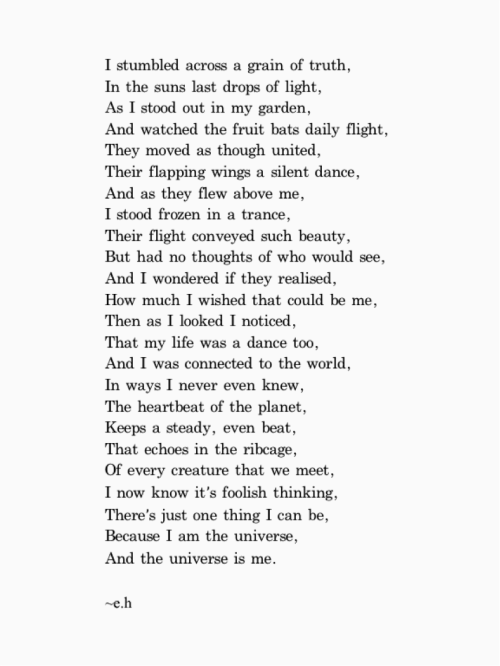 I stumbled across a grain of truth,
In the suns last drops of light,
As I stood out in my garden,
And watched the fruit bats daily flight,
They moved as though united,
Their flapping wings a silent dance,
And as they flew above me,
I stood frozen in a trance,
Their flight conveyed such beauty,
But had no thoughts of who would see,
And I wondered if they realised,
How much I wished that could be me,
Then as I looked I noticed,
That my life was a dance too,
And I was connected to the world,
In ways I never even knew,
The heartbeat of the planet,
Keeps a steady, even beat,
That echoes in the ribcage,
Of every creature that we meet,
I now know it's foolish thinking,
There's just one thing I can be,
Because I am the universe,
And the universe is me.
~e.h